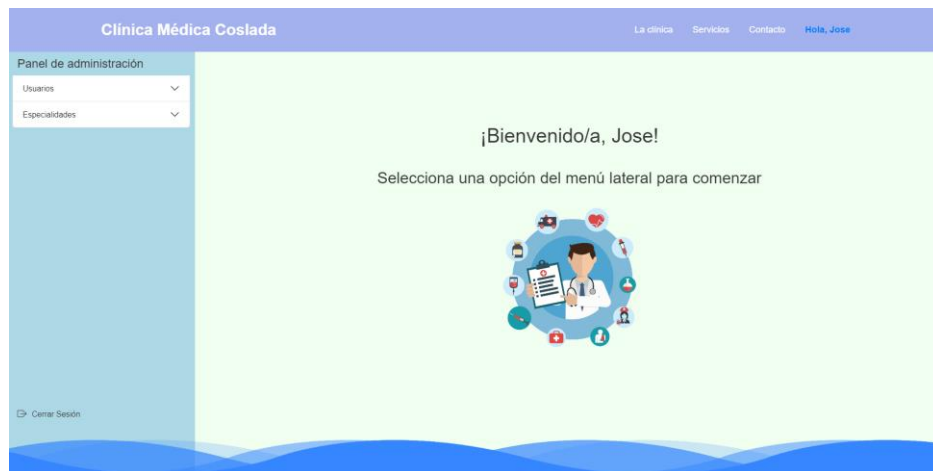 Clínica Médica Coslada
La clínica Servicios Contacto Hola, Jose
Panel de administración
Usuarios
Especialidades
¡Bienvenido/a, Jose!
Selecciona una opción del menú lateral para comenzar
Cerrar Sesión